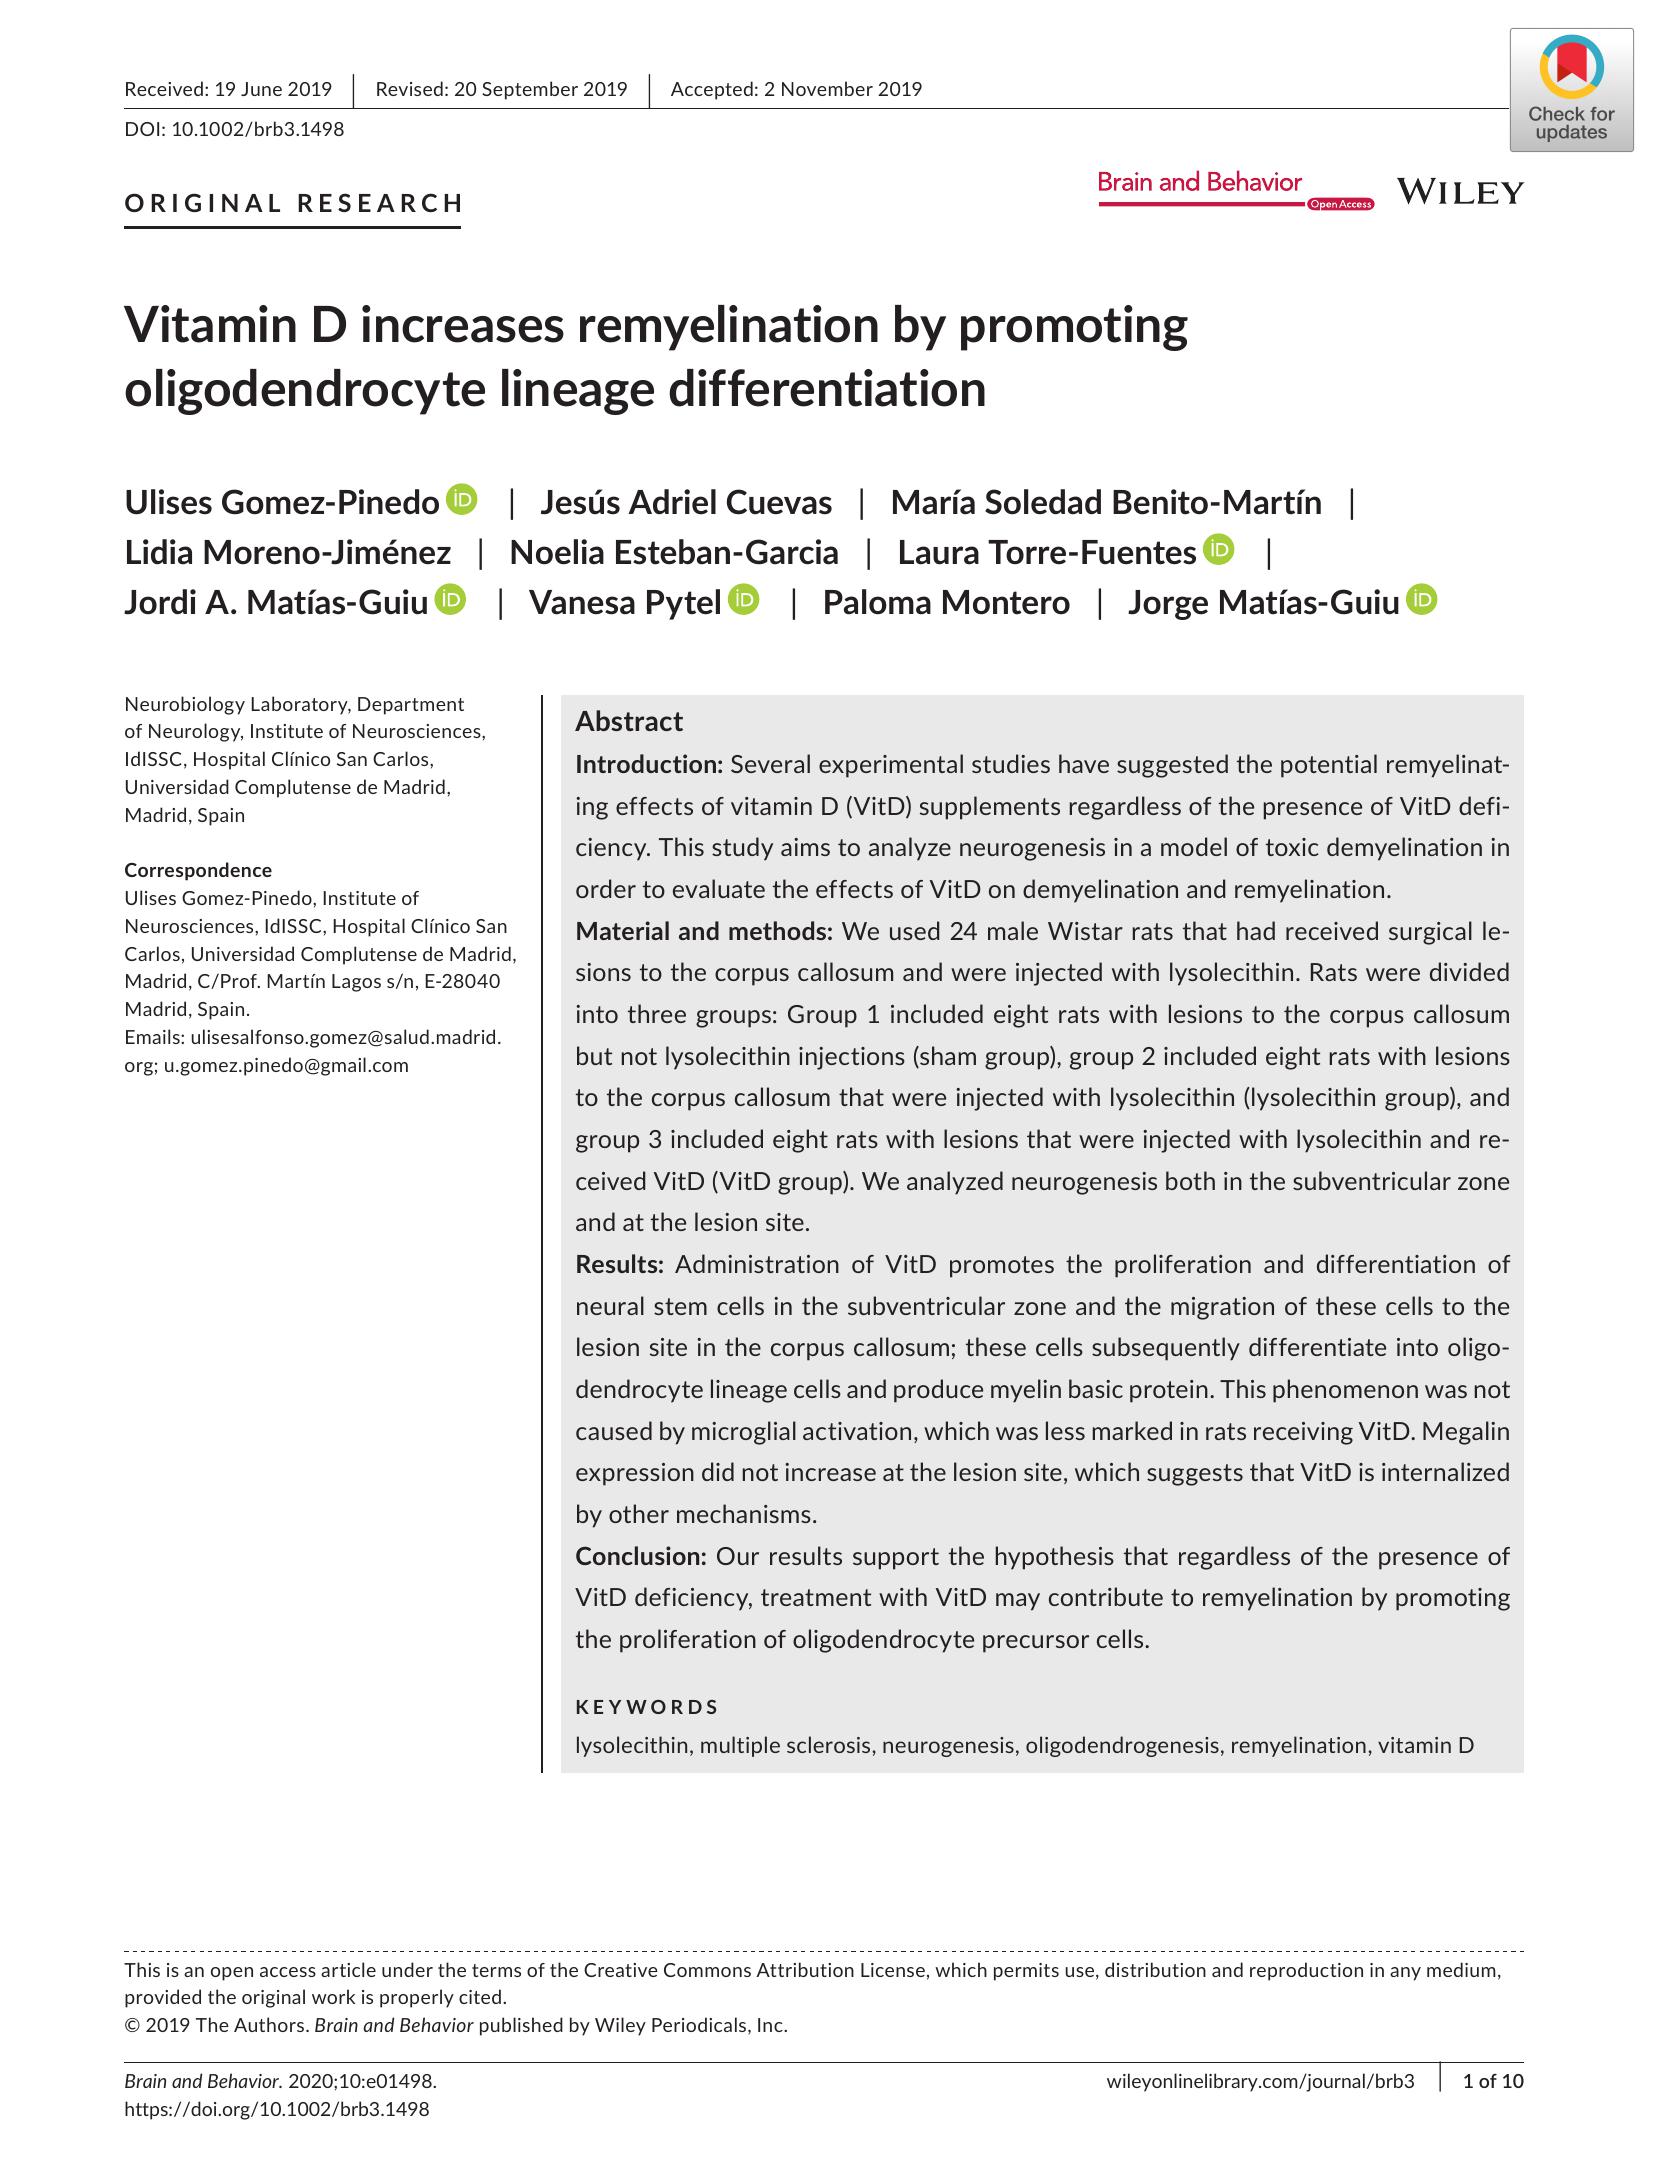 Received: 19 June 2019 | Revised: 20 September 2019 | Accepted: 2 November 2019
DOI: 10.1002/brb3.1498
Check for
updates
ORIGINAL RESEARCH
Brain and Behavior
Open Access
WILEY
Vitamin D increases remyelination by promoting
oligodendrocyte lineage differentiation
Ulises Gomez-Pinedo iD | Jesús Adriel Cuevas | María Soledad Benito-Martín |
Lidia Moreno-Jiménez | Noelia Esteban-Garcia | Laura Torre-Fuentes iD |
Jordi A. Matías-Guiu iD | Vanesa Pytel iD | Paloma Montero | Jorge Matías-Guiu iD
Neurobiology Laboratory, Department
of Neurology, Institute of Neurosciences,
IdISSC, Hospital Clínico San Carlos,
Universidad Complutense de Madrid,
Madrid, Spain
Correspondence
Ulises Gomez-Pinedo, Institute of
Neurosciences, IdISSC, Hospital Clínico San
Carlos, Universidad Complutense de Madrid,
Madrid, C/Prof. Martín Lagos s/n, E-28040
Madrid, Spain.
Emails: ulisesalfonso.gomez@salud.madrid.
org; u.gomez.pinedo@gmail.com
Abstract
Introduction: Several experimental studies have suggested the potential remyelinat-
ing effects of vitamin D (VitD) supplements regardless of the presence of VitD defi-
ciency. This study aims to analyze neurogenesis in a model of toxic demyelination in
order to evaluate the effects of VitD on demyelination and remyelination.
Material and methods: We used 24 male Wistar rats that had received surgical le-
sions to the corpus callosum and were injected with lysolecithin. Rats were divided
into three groups: Group 1 included eight rats with lesions to the corpus callosum
but not lysolecithin injections (sham group), group 2 included eight rats with lesions
to the corpus callosum that were injected with lysolecithin (lysolecithin group), and
group 3 included eight rats with lesions that were injected with lysolecithin and re-
ceived VitD (VitD group). We analyzed neurogenesis both in the subventricular zone
and at the lesion site.
Results: Administration of VitD promotes the proliferation and differentiation of
neural stem cells in the subventricular zone and the migration of these cells to the
lesion site in the corpus callosum; these cells subsequently differentiate into oligo-
dendrocyte lineage cells and produce myelin basic protein. This phenomenon was not
caused by microglial activation, which was less marked in rats receiving VitD. Megalin
expression did not increase at the lesion site, which suggests that VitD is internalized
by other mechanisms.
Conclusion: Our results support the hypothesis that regardless of the presence of
VitD deficiency, treatment with VitD may contribute to remyelination by promoting
the proliferation of oligodendrocyte precursor cells.
KEYWORDS
lysolecithin, multiple sclerosis, neurogenesis, oligodendrogenesis, remyelination, vitamin D
This is an open access article under the terms of the Creative Commons Attribution License, which permits use, distribution and reproduction in any medium,
provided the original work is properly cited.
© 2019 The Authors. Brain and Behavior published by Wiley Periodicals, Inc.
Brain and Behavior. 2020;10:e01498.
https://doi.org/10.1002/brb3.1498
wileyonlinelibrary.com/journal/brb3 | 1 of 10